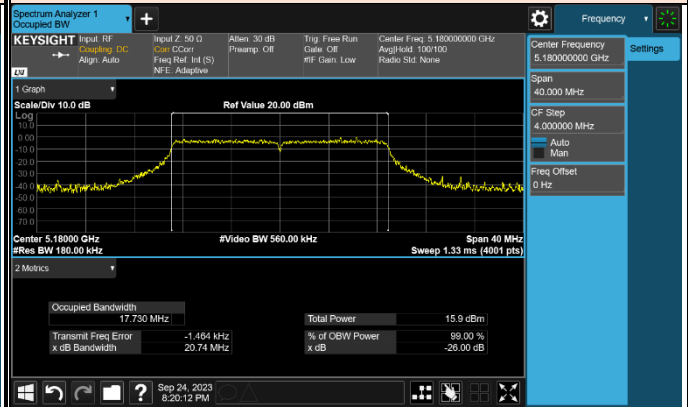 Spectrum Analyzer 1
Occupied BW
Frequency
KEYSIGHT
Input: RF
Coupling: DC
Align: Auto
Input Z: 50 Ω
Corr CCorr
Freq Ref: Int (S)
NFE: Adaptive
Atten: 30 dB
Preamp: Off
Trig: Free Run
Gate: Off
#IF Gain: Low
Center Freq: 5.180000000 GHz
Avg|Hold: 100/100
Radio Std: None
LXI
Center Frequency
5.180000000 GHz
Settings
Span
40.000 MHz
CF Step
4.000000 MHz
Auto
Man
Freq Offset
0 Hz
1 Graph
Scale/Div 10.0 dB
Ref Value 20.00 dBm
Log
10.0
0.00
-10.0
-20.0
-30.0
-40.0
-50.0
-60.0
-70.0
Center 5.18000 GHz
#Video BW 560.00 kHz
Span 40 MHz
#Res BW 180.00 kHz
Sweep 1.33 ms (4001 pts)
2 Metrics
Occupied Bandwidth
17.730 MHz
Total Power
15.9 dBm
Transmit Freq Error
-1.464 kHz
% of OBW Power
99.00 %
x dB Bandwidth
20.74 MHz
x dB
-26.00 dB
Sep 24, 2023
8:20:12 PM